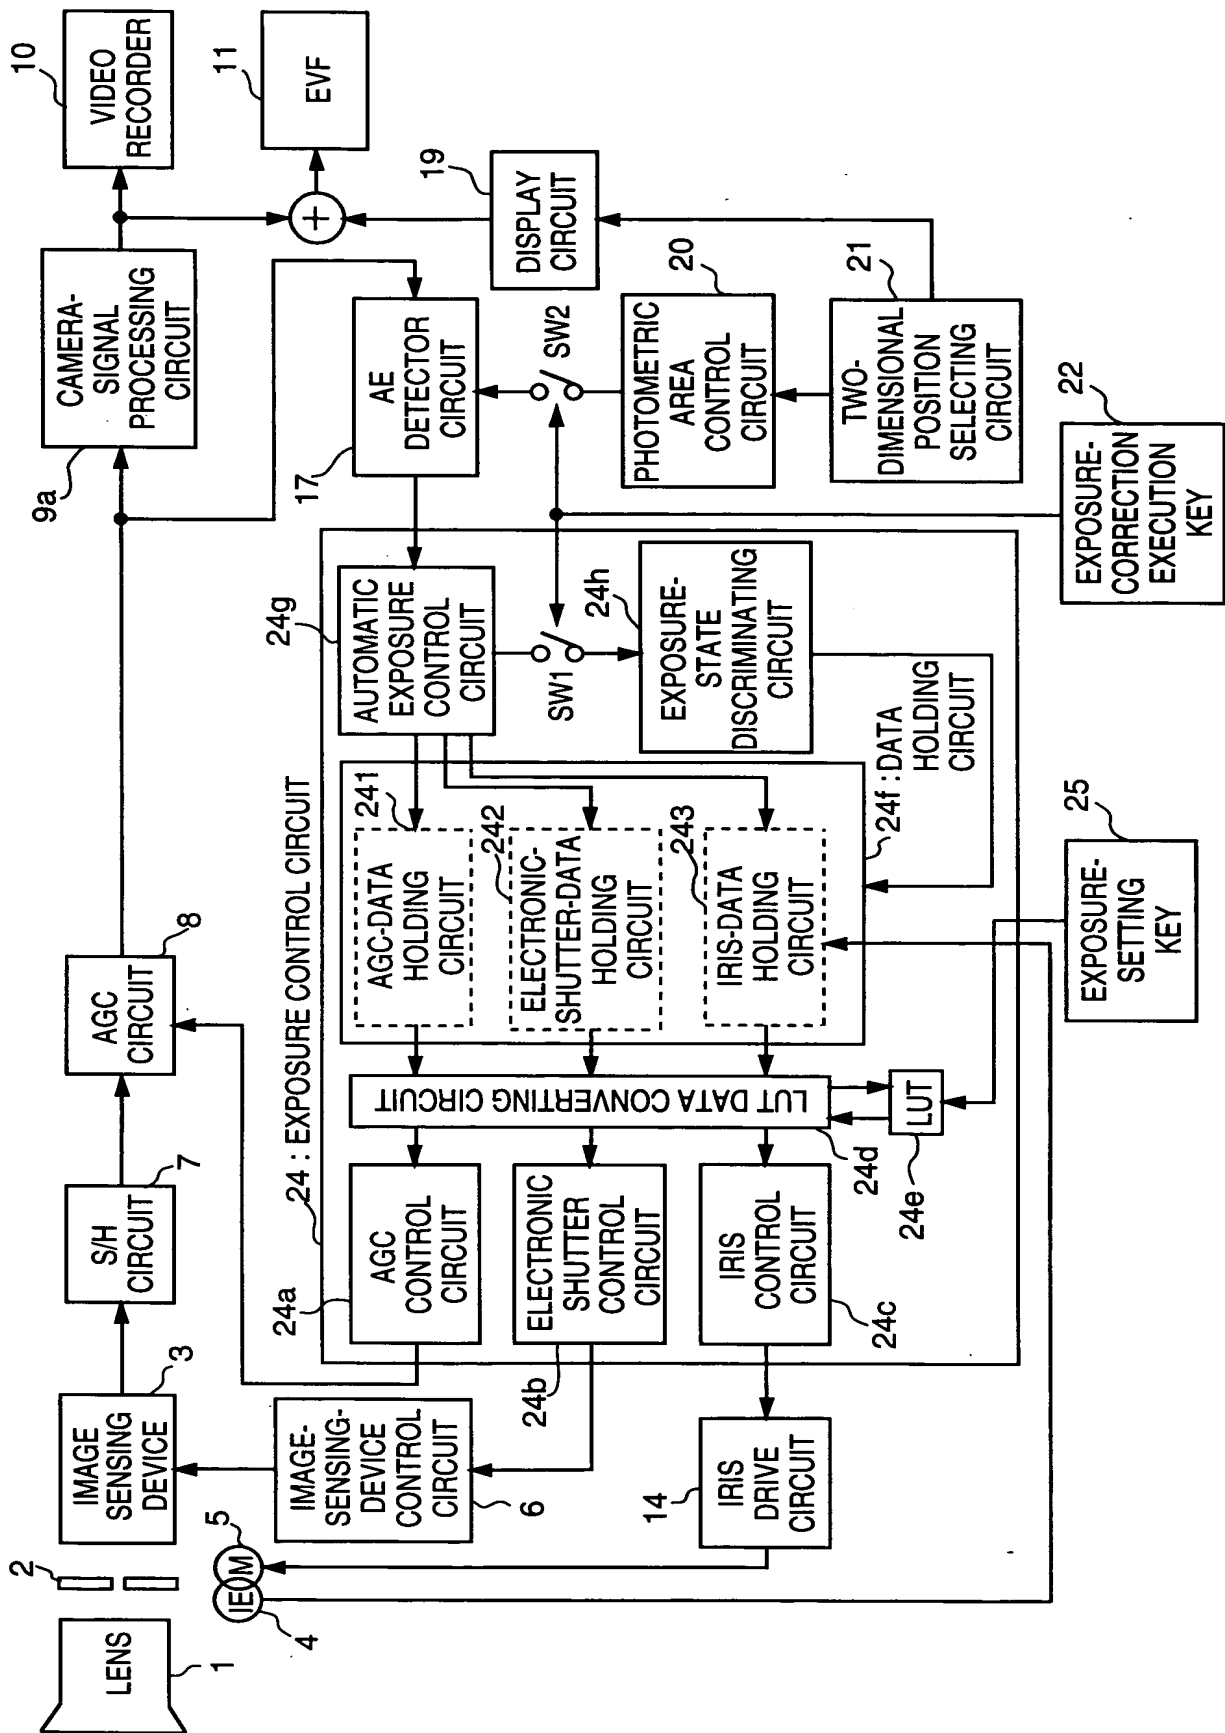 LENS
1
2
IE
4
M
5
IMAGE
SENSING
DEVICE
3
S/H
CIRCUIT
7
AGC
CIRCUIT
8
CAMERA-
SIGNAL
PROCESSING
CIRCUIT
9a
VIDEO
RECORDER
10
EVF
11
+
IMAGE-
SENSING-
DEVICE
CONTROL
CIRCUIT
6
IRIS
DRIVE
CIRCUIT
14
24 : EXPOSURE CONTROL CIRCUIT
AGC
CONTROL
CIRCUIT
24a
ELECTRONIC
SHUTTER
CONTROL
CIRCUIT
24b
IRIS
CONTROL
CIRCUIT
24c
LUT DATA CONVERTING CIRCUIT
24d
LUT
24e
AGC-DATA
HOLDING
CIRCUIT
241
ELECTRONIC-
SHUTTER-DATA
HOLDING
CIRCUIT
242
IRIS-DATA
HOLDING
CIRCUIT
243
24f : DATA
HOLDING
CIRCUIT
AUTOMATIC
EXPOSURE
CONTROL
CIRCUIT
24g
SW1
EXPOSURE-
STATE
DISCRIMINATING
CIRCUIT
24h
AE
DETECTOR
CIRCUIT
17
SW2
DISPLAY
CIRCUIT
19
PHOTOMETRIC
AREA
CONTROL
CIRCUIT
20
TWO-
DIMENSIONAL
POSITION
SELECTING
CIRCUIT
21
EXPOSURE-
CORRECTION
EXECUTION
KEY
22
EXPOSURE-
SETTING
KEY
25